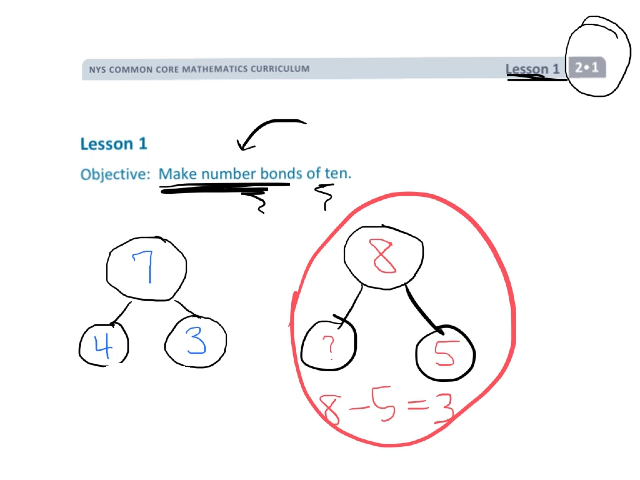 NYS COMMON CORE MATHEMATICS CURRICULUM Lesson 1 2•1
Lesson 1
Objective: Make number bonds of ten.
7
4 3
8
? 5
8-5=3